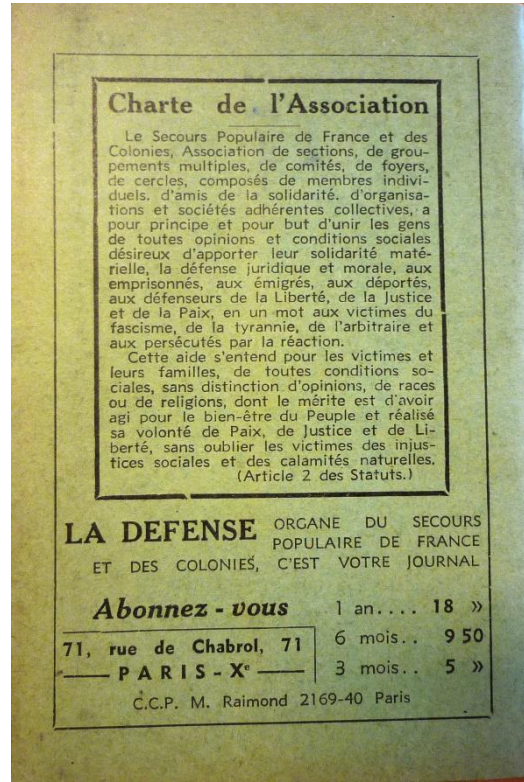 Charte de l'Association
Le Secours Populaire de France et des
Colonies, Association de sections, de grou-
pements multiples, de comités, de foyers,
de cercles, composés de membres indivi-
duels. d'amis de la solidarité. d'organisa-
tions et sociétés adhérentes collectives, a
pour principe et pour but d'unir les gens
de toutes opinions et conditions sociales
désireux d'apporter leur solidarité maté-
rielle, la défense juridique et morale, aux
emprisonnés, aux émigrés, aux déportés,
aux défenseurs de la Liberté, de la Justice
et de la Paix, en un mot aux victimes du
fascisme, de la tyrannie, de l'arbitraire et
aux persécutés par la réaction.
Cette aide s'entend pour les victimes et
leurs familles, de toutes conditions so-
ciales, sans distinction d'opinions, de races
ou de religions, dont le mérite est d'avoir
agi pour le bien-être du Peuple et réalisé
sa volonté de Paix, de Justice et de Li-
berté, sans oublier les victimes des injus-
tices sociales et des calamités naturelles.
(Article 2 des Statuts.)
LA DEFENSE ORGANE DU SECOURS
POPULAIRE DE FRANCE
ET DES COLONIES, C'EST VOTRE JOURNAL
Abonnez-vous
71, rue de Chabrol, 71
PARIS-Xe
1 an.... 18 »
6 mois.. 9 50
3 mois.. 5 »
C.C.P. M. Raimond 2169-40 Paris